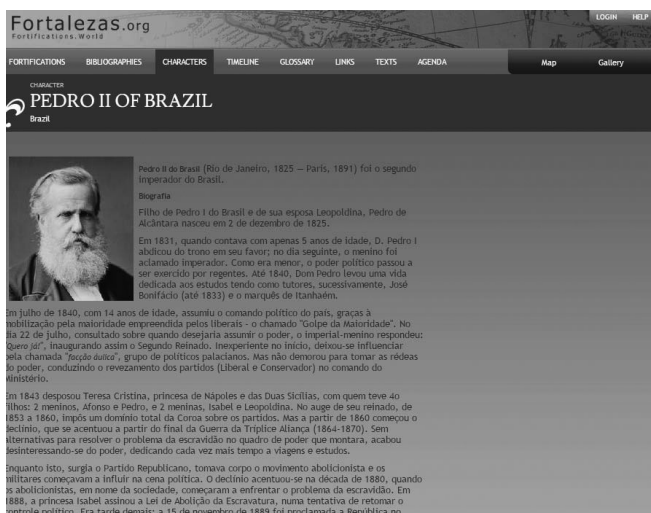 Fortalezas.org
Fortifications.World
LOGIN HELP
FORTIFICATIONS BIBLIOGRAPHIES CHARACTERS TIMELINE GLOSSARY LINKS TEXTS AGENDA Map Gallery
CHARACTER
PEDRO II OF BRAZIL
Brazil
Pedro II do Brasil (Rio de Janeiro, 1825 — Paris, 1891) foi o segundo
imperador do Brasil.
Biografia
Filho de Pedro I do Brasil e de sua esposa Leopoldina, Pedro de
Alcântara nasceu em 2 de dezembro de 1825.
Em 1831, quando contava com apenas 5 anos de idade, D. Pedro I
abdicou do trono em seu favor; no dia seguinte, o menino foi
aclamado imperador. Como era menor, o poder político passou a
ser exercido por regentes. Até 1840, Dom Pedro levou uma vida
dedicada aos estudos tendo como tutores, sucessivamente, José
Bonifácio (até 1833) e o marquês de Itanhaém.
Em julho de 1840, com 14 anos de idade, assumiu o comando político do país, graças à
mobilização pela maioridade empreendida pelos liberais - o chamado "Golpe da Maioridade". No
dia 22 de julho, consultado sobre quando desejaria assumir o poder, o imperial-menino respondeu:
"Quero já!", inaugurando assim o Segundo Reinado. Inexperiente no início, deixou-se influenciar
pela chamada "facção áulica", grupo de políticos palacianos. Mas não demorou para tomar as rédeas
do poder, conduzindo o revezamento dos partidos (Liberal e Conservador) no comando do
Ministério.
Em 1843 desposou Teresa Cristina, princesa de Nápoles e das Duas Sicílias, com quem teve 4o
filhos: 2 meninos, Afonso e Pedro, e 2 meninas, Isabel e Leopoldina. No auge de seu reinado, de
1853 a 1860, impôs um domínio total da Coroa sobre os partidos. Mas a partir de 1860 começou o
declínio, que se acentuou a partir do final da Guerra da Tríplice Aliança (1864-1870). Sem
alternativas para resolver o problema da escravidão no quadro de poder que montara, acabou
desinteressando-se do poder, dedicando cada vez mais tempo a viagens e estudos.
Enquanto isto, surgia o Partido Republicano, tomava corpo o movimento abolicionista e os
militares começavam a influir na cena política. O declínio acentuou-se na década de 1880, quando
os abolicionistas, em nome da sociedade, começaram a enfrentar o problema da escravidão. Em
1888, a princesa Isabel assinou a Lei de Abolição da Escravatura, numa tentativa de retomar o
controle político. Era tarde demais: a 15 de novembro de 1889 foi proclamada a República no